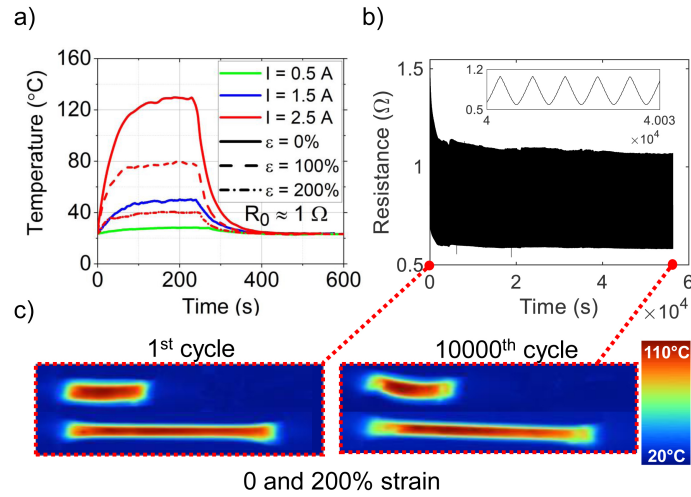 a)
160
120
80
40
0
0 200 400 600
Temperature (°C)
Time (s)
I = 0.5 A
I = 1.5 A
I = 2.5 A
ε = 0%
ε = 100%
ε = 200%
R₀ ≈ 1 Ω
b)
1.5
1
0.5
0 2 4 6
×10⁴
Resistance (Ω)
Time (s)
1.2
0.5
4 4.003
×10⁴
c)
1st cycle
10000th cycle
110°C
20°C
0 and 200% strain